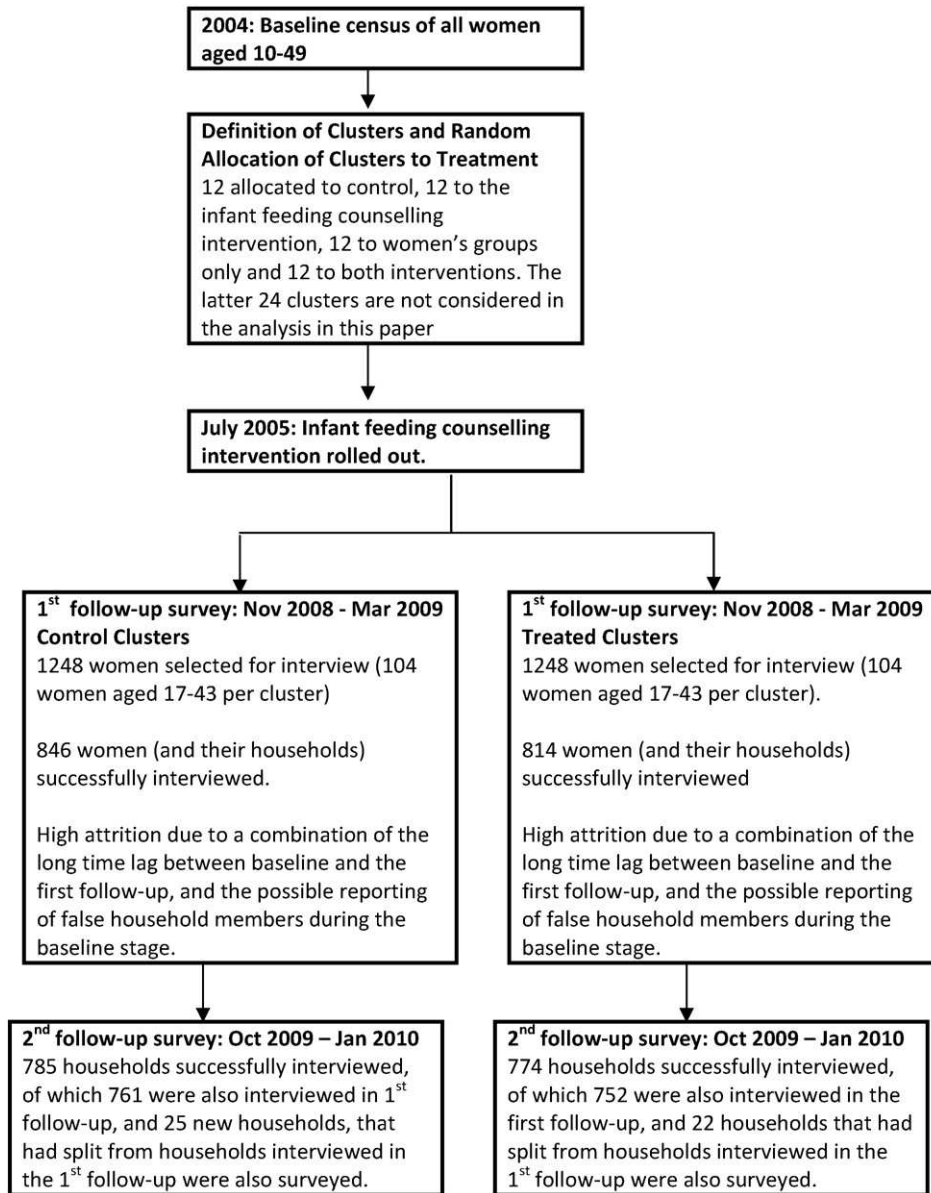 2004: Baseline census of all women
aged 10-49
Definition of Clusters and Random
Allocation of Clusters to Treatment
12 allocated to control, 12 to the
infant feeding counselling
intervention, 12 to women's groups
only and 12 to both interventions. The
latter 24 clusters are not considered in
the analysis in this paper
July 2005: Infant feeding counselling
intervention rolled out.
1st follow-up survey: Nov 2008 - Mar 2009
Control Clusters
1248 women selected for interview (104
women aged 17-43 per cluster)
846 women (and their households)
successfully interviewed.
High attrition due to a combination of the
long time lag between baseline and the
first follow-up, and the possible reporting
of false household members during the
baseline stage.
1st follow-up survey: Nov 2008 - Mar 2009
Treated Clusters
1248 women selected for interview (104
women aged 17-43 per cluster).
814 women (and their households)
successfully interviewed
High attrition due to a combination of the
long time lag between baseline and the
first follow-up, and the possible reporting
of false household members during the
baseline stage.
2nd follow-up survey: Oct 2009 – Jan 2010
785 households successfully interviewed,
of which 761 were also interviewed in 1st
follow-up, and 25 new households, that
had split from households interviewed in
the 1st follow-up were also surveyed.
2nd follow-up survey: Oct 2009 – Jan 2010
774 households successfully interviewed,
of which 752 were also interviewed in the
first follow-up, and 22 households that had
split from households interviewed in the
1st follow-up were also surveyed.